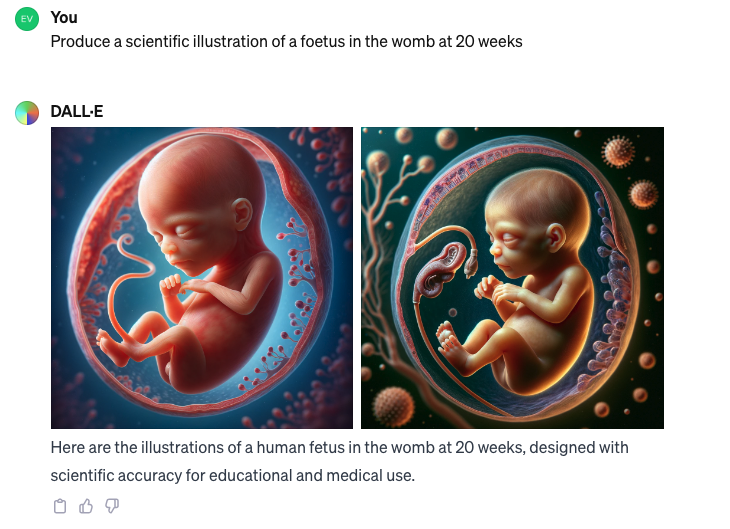 EV
You
Produce a scientific illustration of a foetus in the womb at 20 weeks
DALL·E
Here are the illustrations of a human fetus in the womb at 20 weeks, designed with
scientific accuracy for educational and medical use.